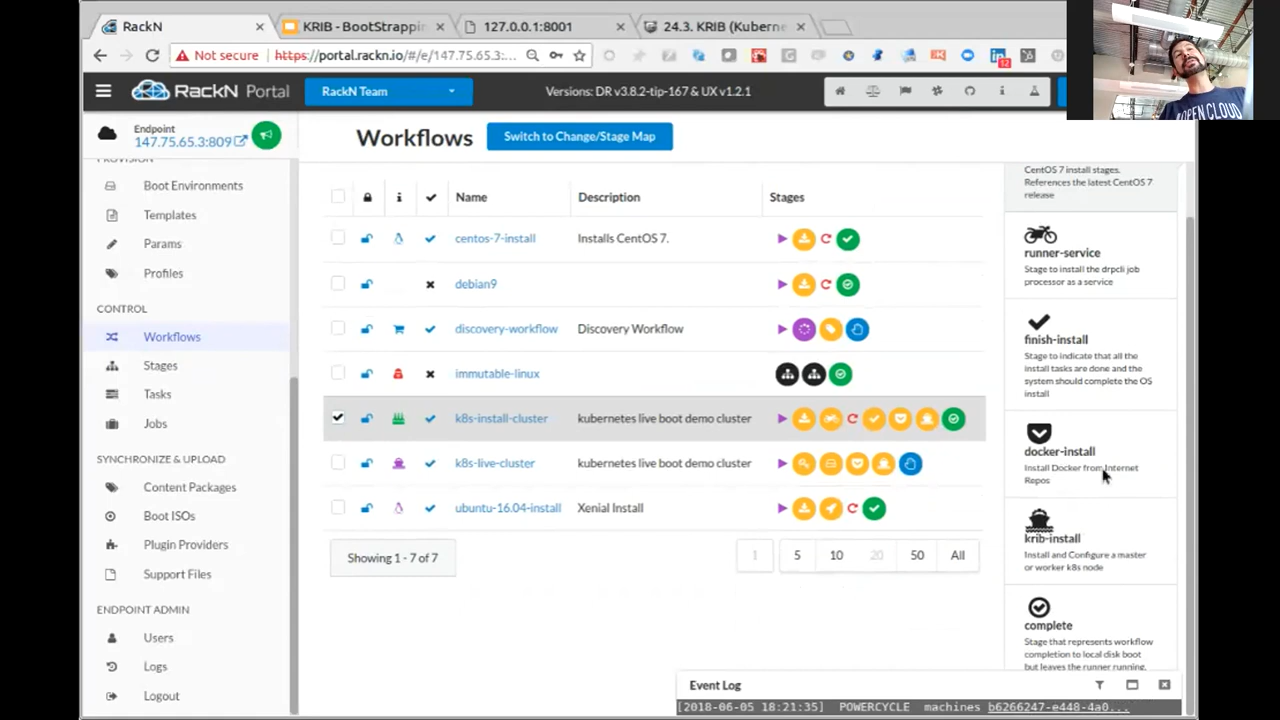 RackN
KRIB - BootStrapping
127.0.0.1:8001
24.3. KRIB (Kuberne
Not secure
https://portal.rackn.io/#/e/147.75.65.3:...
12
RackN Portal
RackN Team
Versions: DR v3.8.2-tip-167 & UX v1.2.1
OPEN CLOUD
Endpoint
147.75.65.3:809
PROVISION
Boot Environments
Templates
Params
Profiles
CONTROL
Workflows
Stages
Tasks
Jobs
SYNCHRONIZE & UPLOAD
Content Packages
Boot ISOs
Plugin Providers
Support Files
ENDPOINT ADMIN
Users
Logs
Logout
Workflows
Switch to Change/Stage Map
Name
Description
Stages
centos-7-install
Installs CentOS 7.
debian9
discovery-workflow
Discovery Workflow
immutable-linux
k8s-install-cluster
kubernetes live boot demo cluster
k8s-live-cluster
kubernetes live boot demo cluster
ubuntu-16.04-install
Xenial Install
Showing 1 - 7 of 7
1
5
10
20
50
All
CentOS 7 install stages.
References the latest CentOS 7
release
runner-service
Stage to install the drpcli job
processor as a service
finish-install
Stage to indicate that all the
install tasks are done and the
system should complete the OS
install
docker-install
Install Docker from Internet
Repos
krib-install
Install and Configure a master
or worker k8s node
complete
Stage that represents workflow
completion to local disk boot
but leaves the runner running.
Event Log
[2018-06-05 18:21:35] POWERCYCLE machines b6266247-e448-4a0...